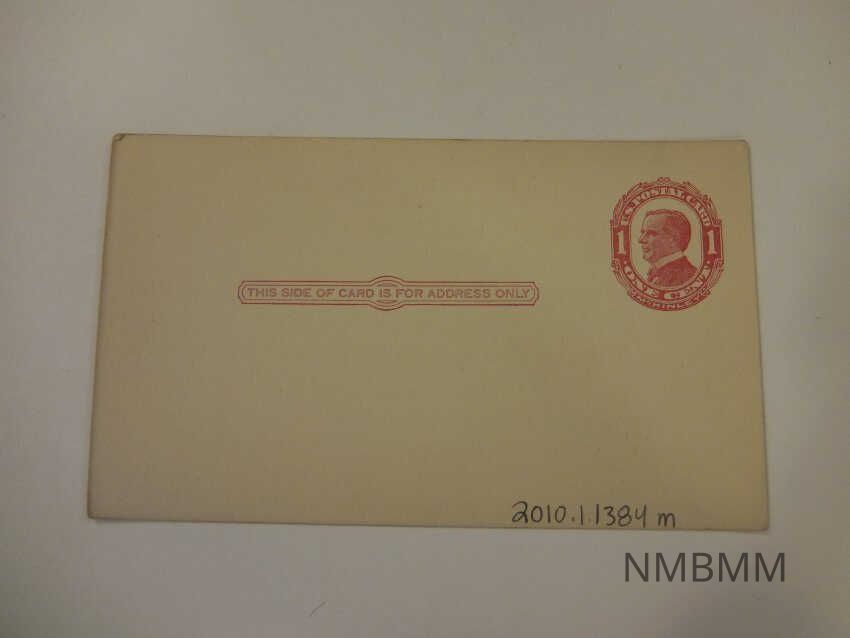 U.S. POSTAL CARD
1 1
ONE CENT
McKINLEY
THIS SIDE OF CARD IS FOR ADDRESS ONLY
2010.1.1384 m
NMBMM